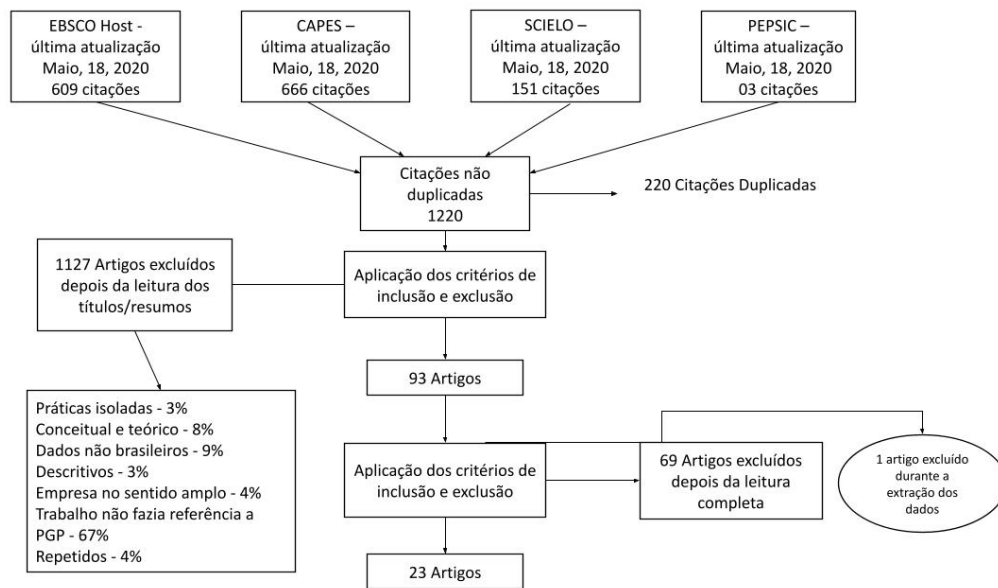 EBSCO Host -
última atualização
Maio, 18, 2020
609 citações
CAPES –
última atualização
Maio, 18, 2020
666 citações
SCIELO –
última atualização
Maio, 18, 2020
151 citações
PEPSIC –
última atualização
Maio, 18, 2020
03 citações
Citações não
duplicadas
1220
220 Citações Duplicadas
1127 Artigos excluídos
depois da leitura dos
títulos/resumos
Aplicação dos critérios de
inclusão e exclusão
93 Artigos
Práticas isoladas - 3%
Conceitual e teórico - 8%
Dados não brasileiros - 9%
Descritivos - 3%
Empresa no sentido amplo - 4%
Trabalho não fazia referência a
PGP - 67%
Repetidos - 4%
Aplicação dos critérios de
inclusão e exclusão
69 Artigos excluídos
depois da leitura
completa
1 artigo excluído
durante a
extração dos
dados
23 Artigos